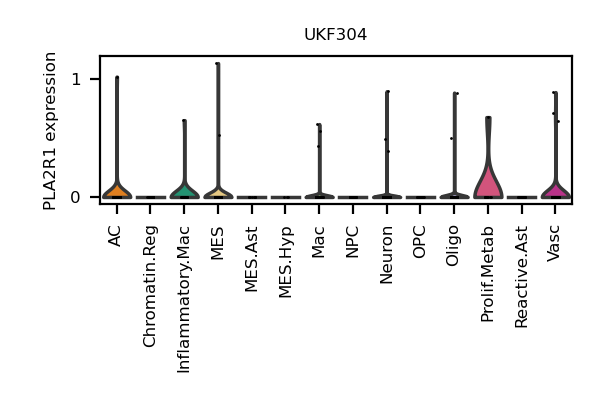 UKF304
PLA2R1 expression
1
0
AC
Chromatin.Reg
Inflammatory.Mac
MES
MES.Ast
MES.Hyp
Mac
NPC
Neuron
OPC
Oligo
Prolif.Metab
Reactive.Ast
Vasc